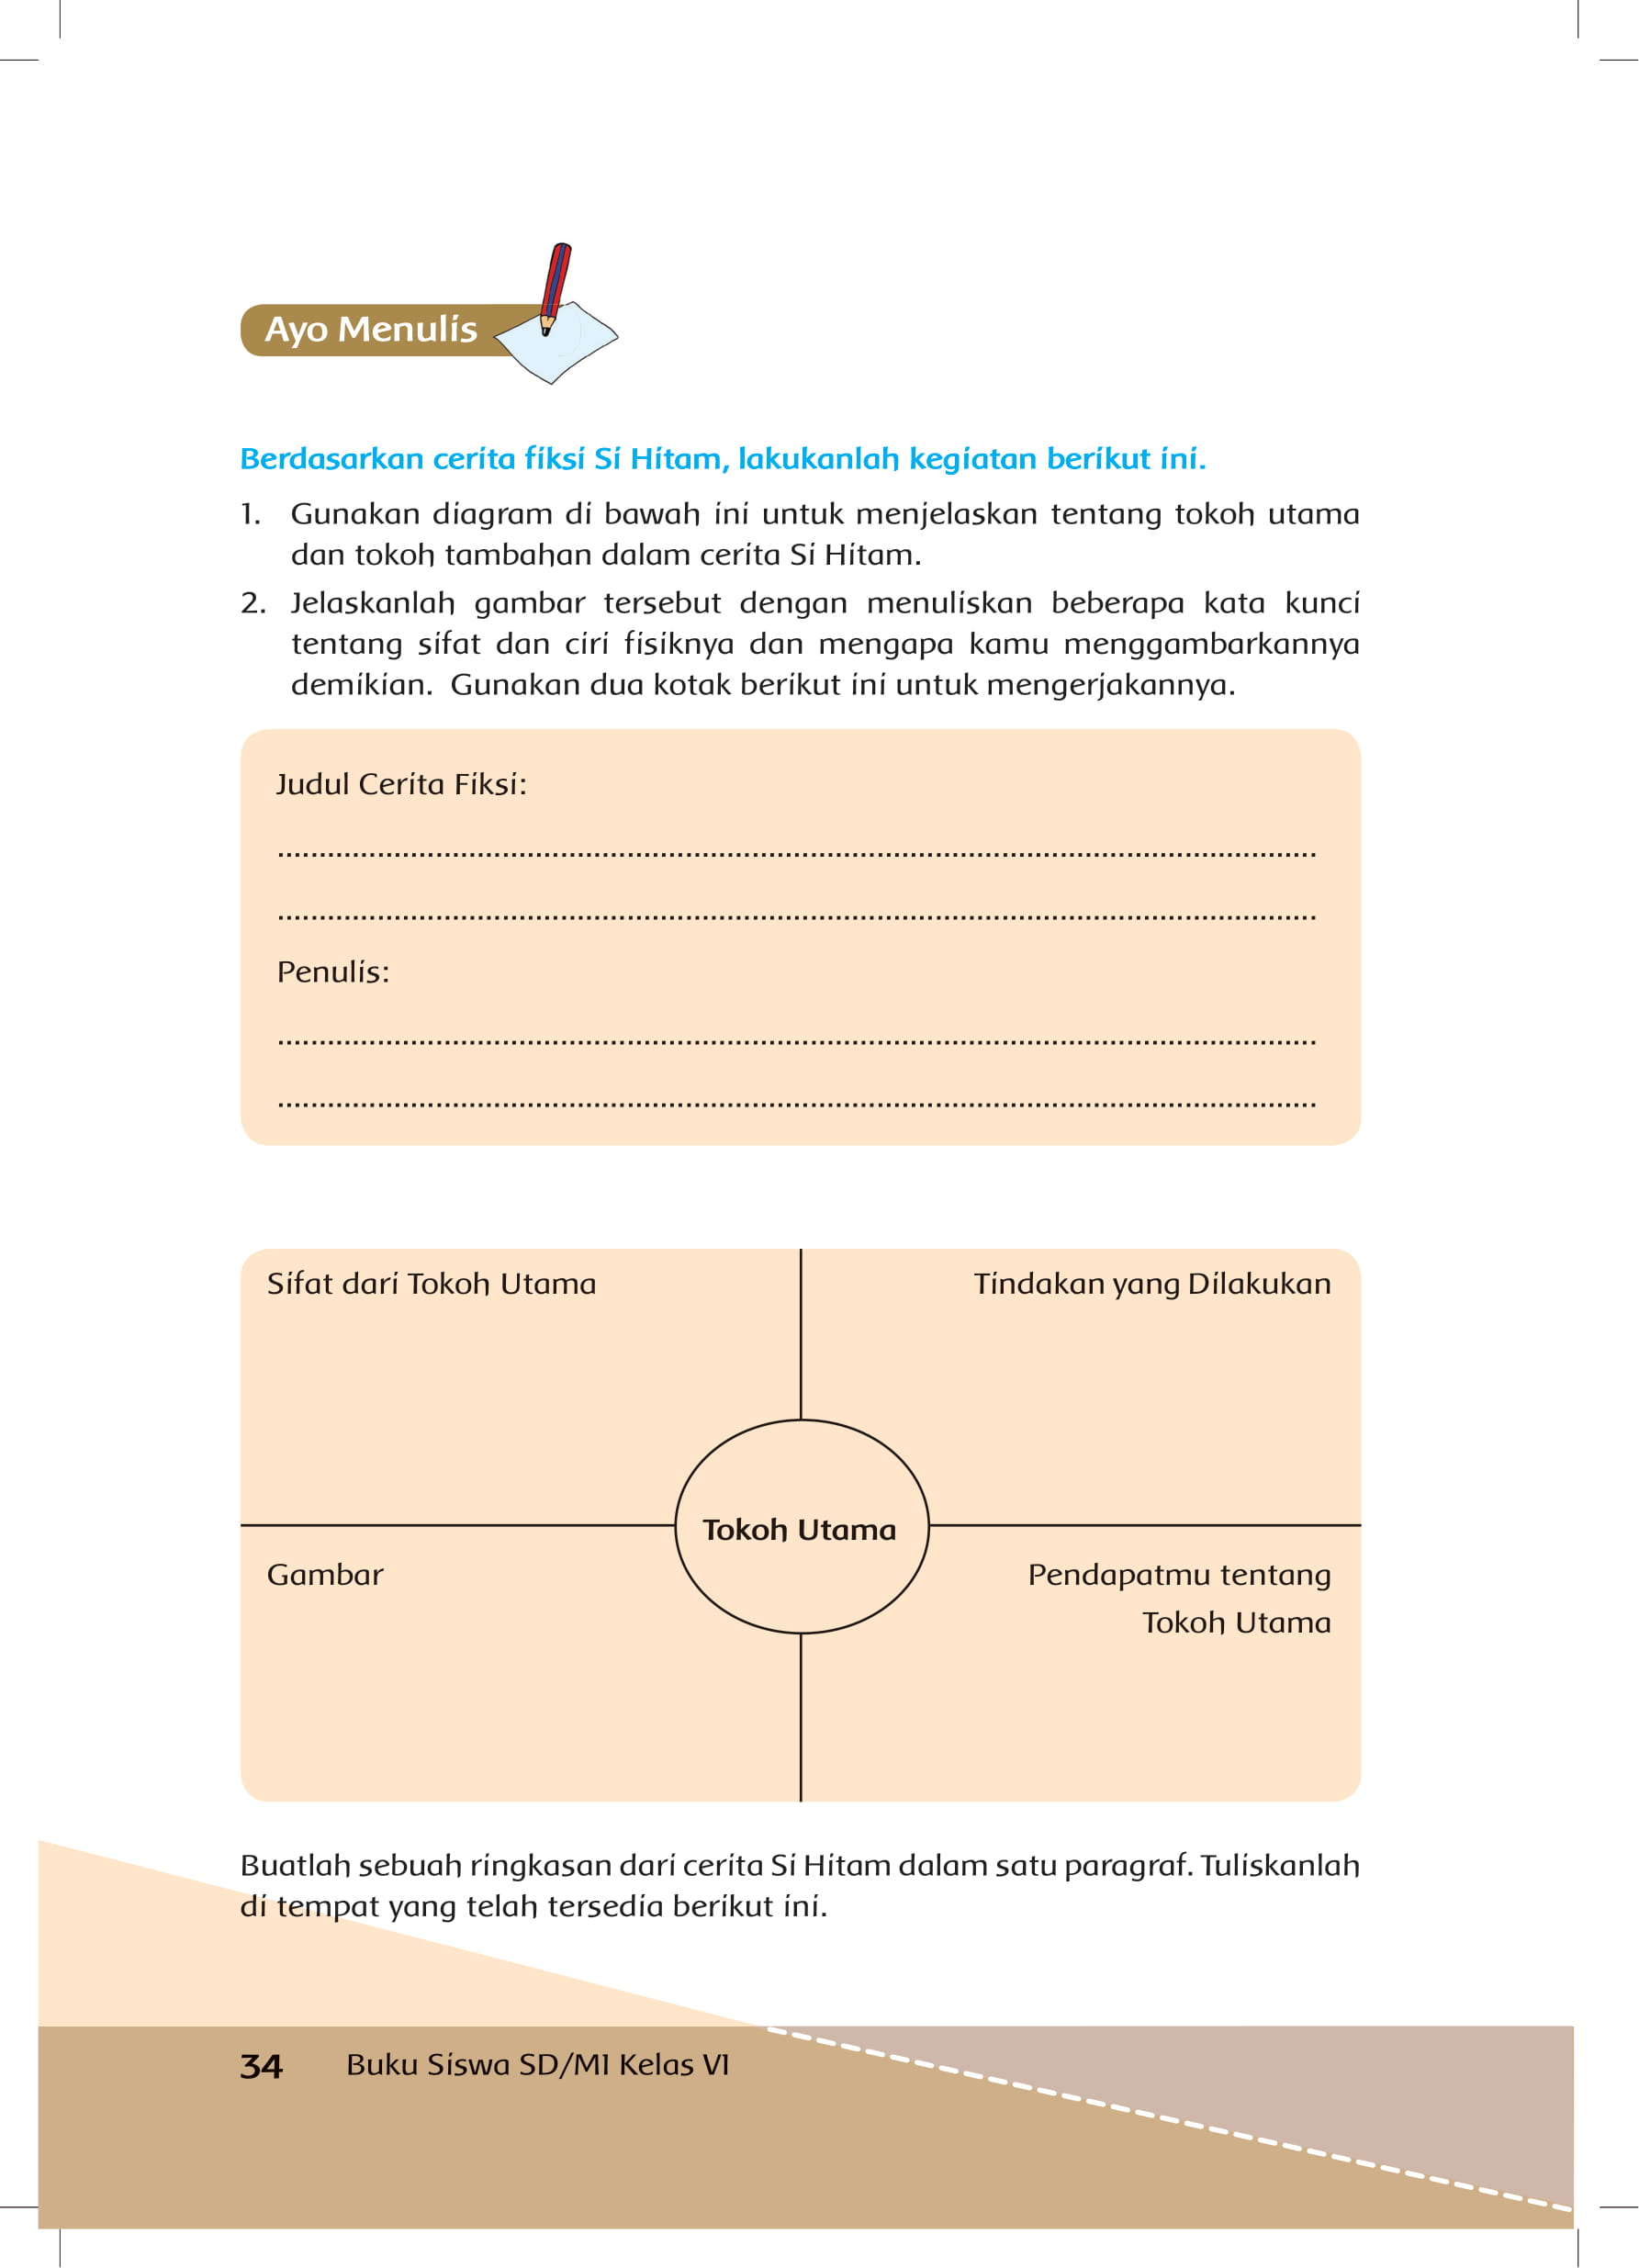 Ayo Menulis
Berdasarkan cerita fiksi Si Hitam, lakukanlah kegiatan berikut ini.
1. Gunakan diagram di bawah ini untuk menjelaskan tentang tokoh utama
dan tokoh tambahan dalam cerita Si Hitam.
2. Jelaskanlah gambar tersebut dengan menuliskan beberapa kata kunci
tentang sifat dan ciri fisiknya dan mengapa kamu menggambarkannya
demikian. Gunakan dua kotak berikut ini untuk mengerjakannya.
Judul Cerita Fiksi:
Penulis:
Sifat dari Tokoh Utama
Tindakan yang Dilakukan
Tokoh Utama
Gambar
Pendapatmu tentang
Tokoh Utama
Buatlah sebuah ringkasan dari cerita Si Hitam dalam satu paragraf. Tuliskanlah
di tempat yang telah tersedia berikut ini.
34 Buku Siswa SD/MI Kelas VI